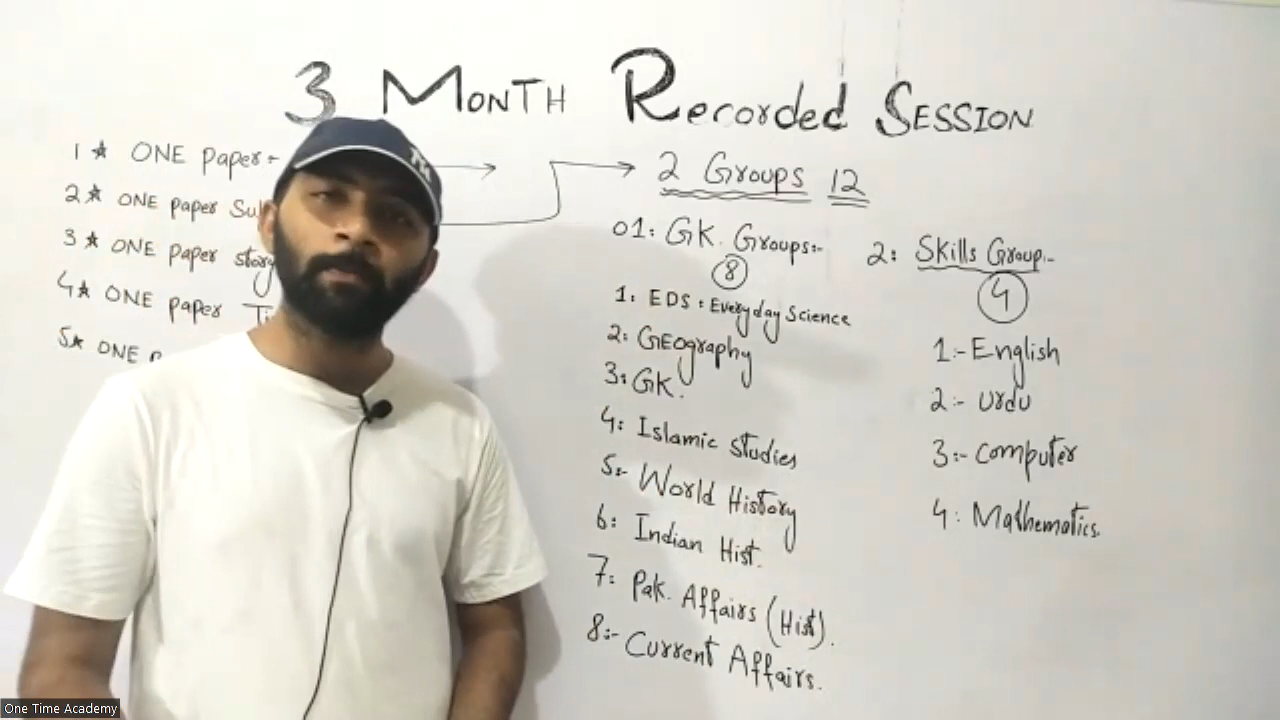 3 MONTH Recorded SESSION
1 ★ ONE Paper:-
2 ★ ONE paper
3 ★ ONE paper story
4 ★ ONE paper
5 ★ ONE
2 Groups 12
01: GK. Groups:-
8
1: EDS: Everyday Science
2: GEography
3: GK.
4: Islamic Studies
5:- World History
6: Indian Hist.
7: Pak. Affairs (Hist).
8:- Current Affairs.
2: Skills Group:-
4
1:- English
2:- Urdu
3:- Computer
4: Mathematics.
One Time Academy